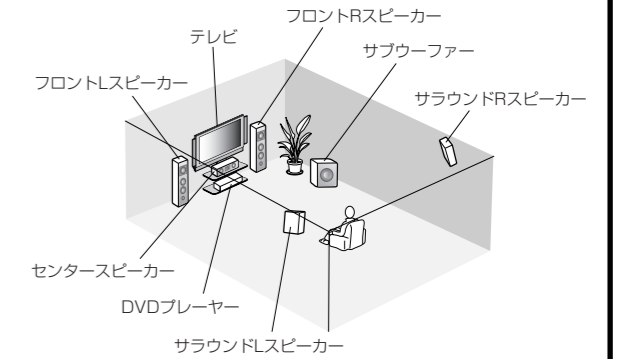 フロントRスピーカー
テレビ
サブウーファー
フロントLスピーカー
サラウンドRスピーカー
センタースピーカー
DVDプレーヤー
サラウンドLスピーカー